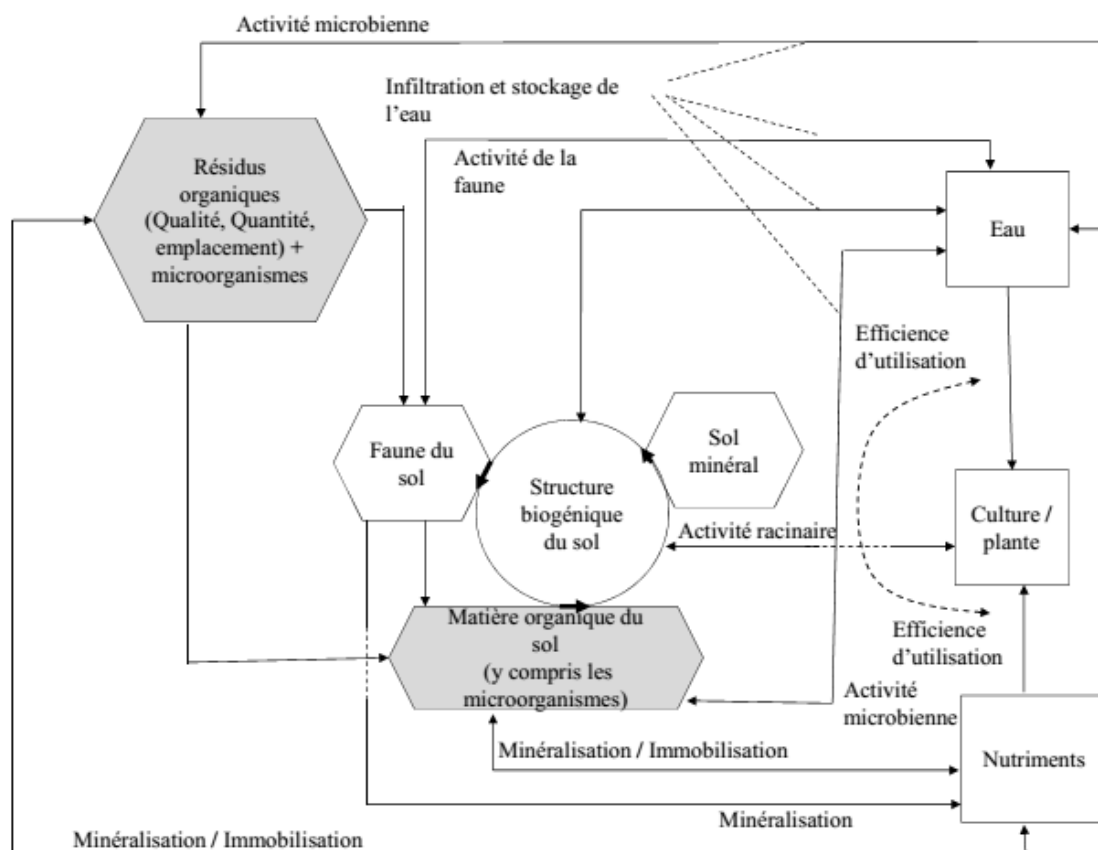 Activité microbienne
Infiltration et stockage de
l'eau
Activité de la
faune
Résidus
organiques
(Qualité, Quantité,
emplacement) +
microorganismes
Eau
Efficience
d'utilisation
Faune du
sol
Sol
minéral
Structure
biogénique
du sol
Activité racinaire
Culture /
plante
Matière organique du
sol
(y compris les
microorganismes)
Efficience
d'utilisation
Activité
microbienne
Minéralisation / Immobilisation
Nutriments
Minéralisation
Minéralisation / Immobilisation